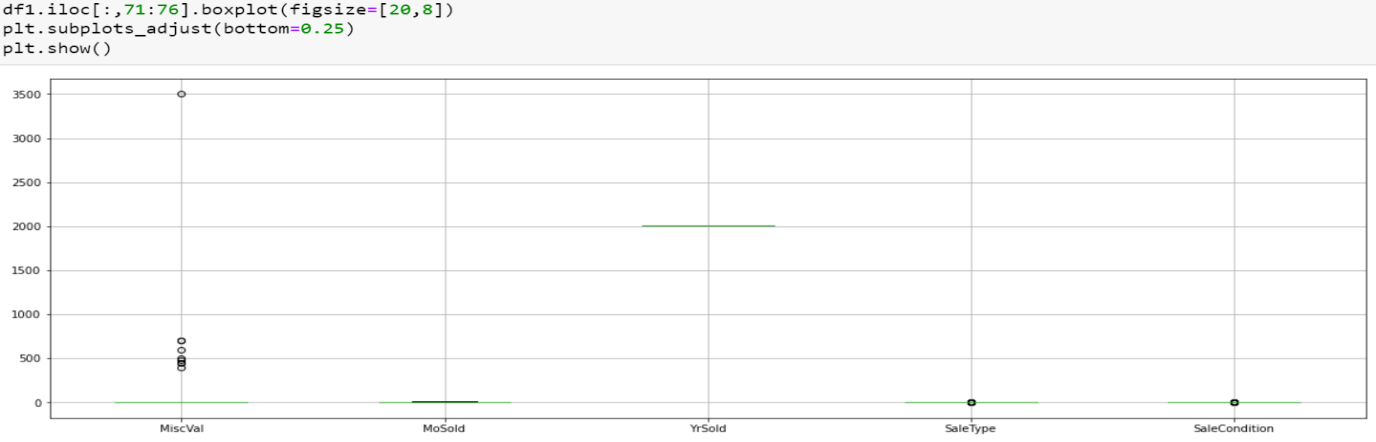 df1.iloc[:,71:76].boxplot(figsize=[20,8])
plt.subplots_adjust(bottom=0.25)
plt.show()
3500
3000
2500
2000
1500
1000
500
0
MiscVal MoSold YrSold SaleType SaleCondition